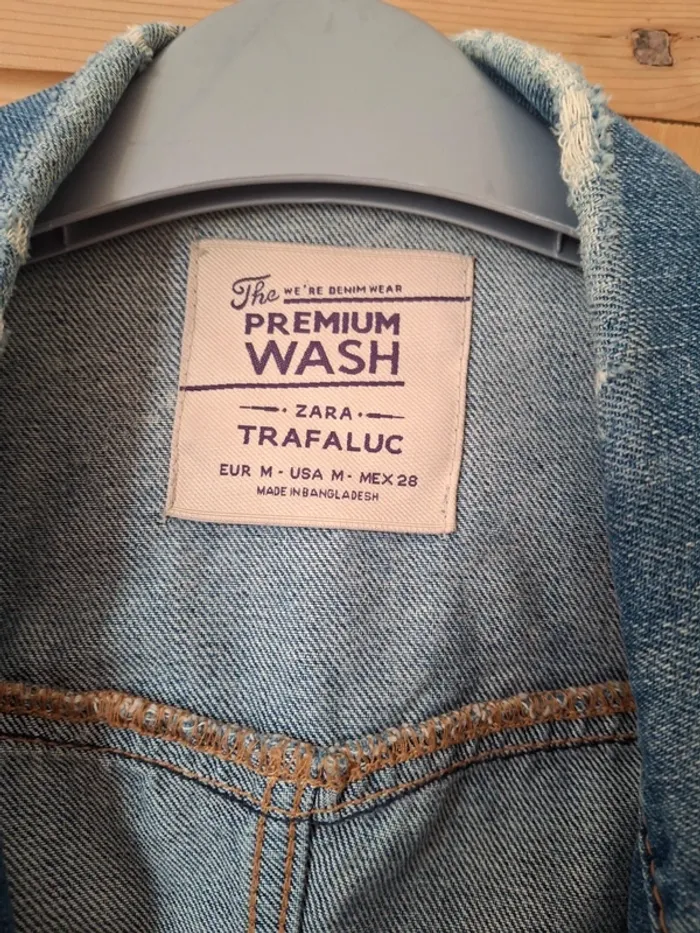 The WE'RE DENIM WEAR
PREMIUM
WASH
ZARA
TRAFALUC
EUR M - USA M - MEX 28
MADE IN BANGLADESH